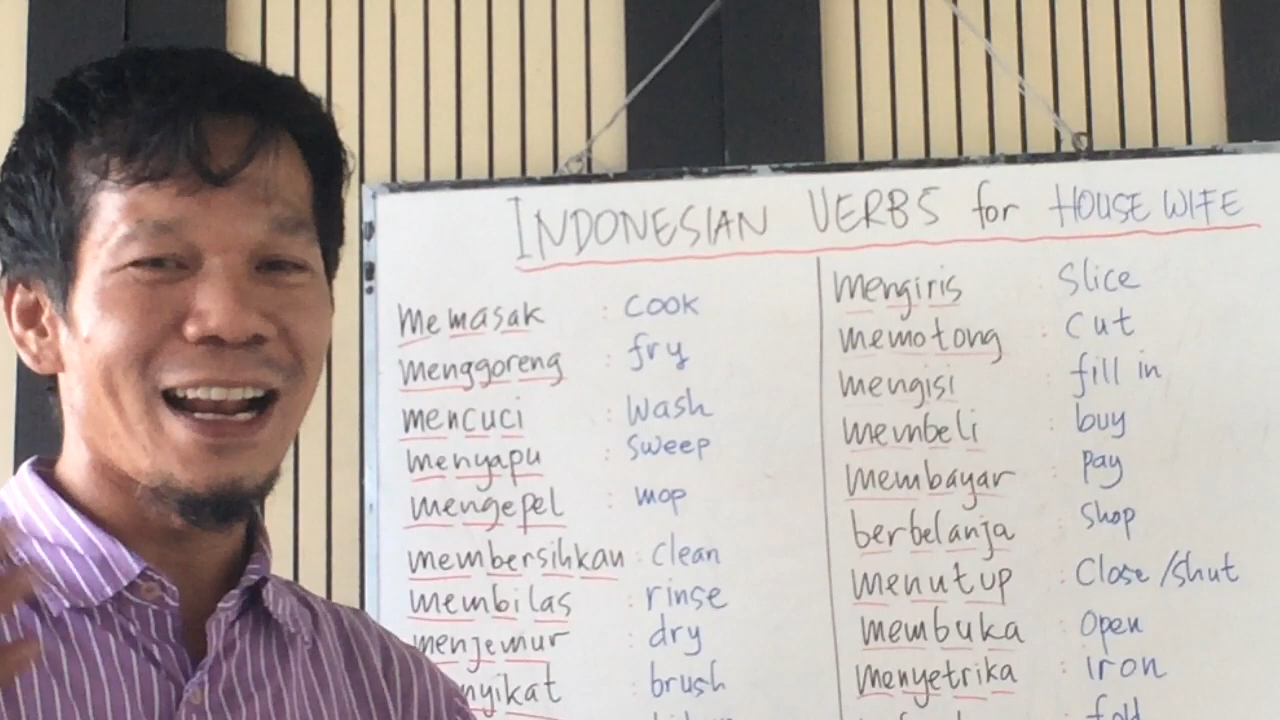 INDONESIAN VERBS for HOUSE WIFE
memasak : cook
menggoreng : fry
mencuci : wash
menyapu : sweep
mengepel : mop
membersihkan : clean
membilas : rinse
menjemur : dry
nyikat : brush
mengiris : slice
memotong : cut
mengisi : fill in
membeli : buy
membayar : pay
berbelanja : shop
menutup : close/shut
membuka : open
menyetrika : iron
fold